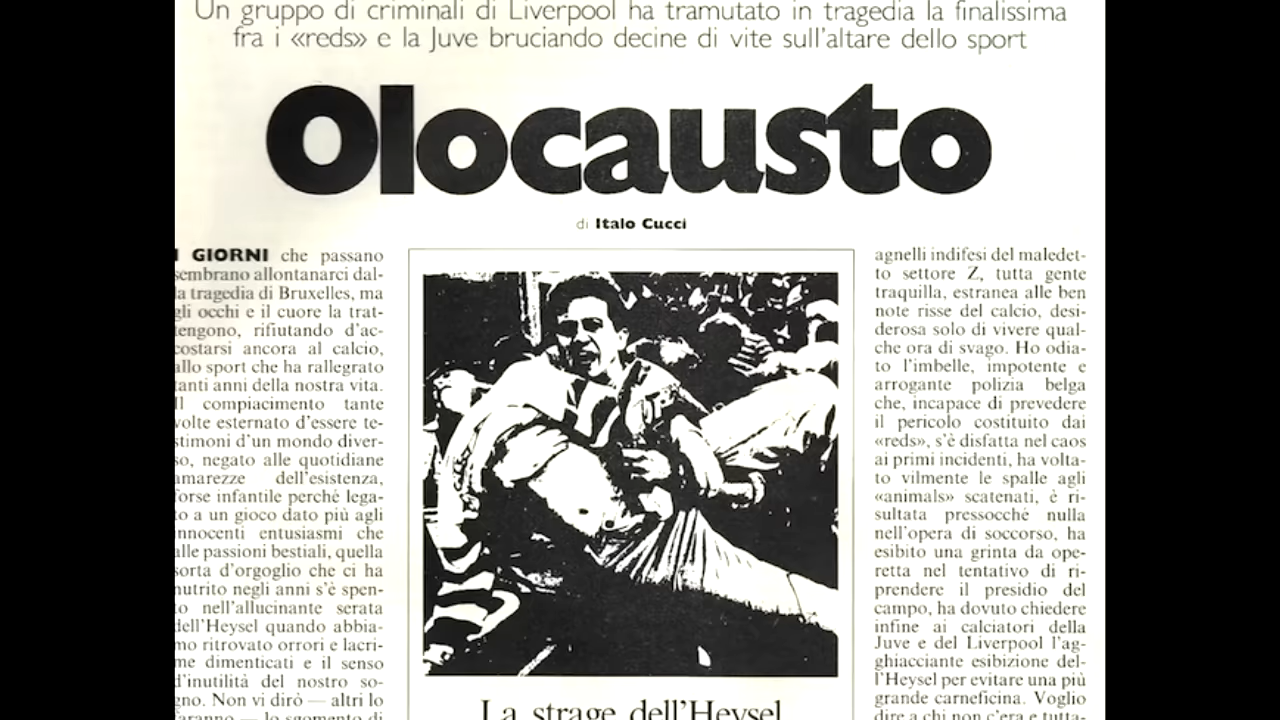 Un gruppo di criminali di Liverpool ha tramutato in tragedia la finalissima
fra i «reds» e la Juve bruciando decine di vite sull'altare dello sport
Olocausto
di Italo Cucci
I GIORNI che passano
sembrano allontanarci dal-
la tragedia di Bruxelles, ma
gli occhi e il cuore la trat-
tengono, rifiutando d'ac-
costarsi ancora al calcio,
allo sport che ha rallegrato
tanti anni della nostra vita.
Il compiacimento tante
volte esternato d'essere te-
stimoni d'un mondo diver-
so, negato alle quotidiane
amarezze dell'esistenza,
forse infantile perché lega-
to a un gioco dato più agli
innocenti entusiasmi che
alle passioni bestiali, quella
sorta d'orgoglio che ci ha
nutrito negli anni s'è spen-
to nell'allucinante serata
dell'Heysel quando abbia-
mo ritrovato orrori e lacri-
me dimenticati e il senso
d'inutilità del nostro so-
gno. Non vi dirò — altri lo
faranno — lo sgomento di
La strage dell'Heysel
agnelli indifesi del maledet-
to settore Z, tutta gente
traquilla, estranea alle ben
note risse del calcio, desi-
derosa solo di vivere qual-
che ora di svago. Ho odia-
to l'imbelle, impotente e
arrogante polizia belga
che, incapace di prevedere
il pericolo costituito dai
«reds», s'è disfatta nel caos
ai primi incidenti, ha volta-
to vilmente le spalle agli
«animals» scatenati, è ri-
sultata pressocchè nulla
nell'opera di soccorso, ha
esibito una grinta da ope-
retta nel tentativo di ri-
prendere il presidio del
campo, ha dovuto chiedere
infine ai calciatori della
Juve e del Liverpool l'ag-
ghiacciante esibizione del-
l'Heysel per evitare una più
grande carneficina. Voglio
dire a chi non c'era e tutta-